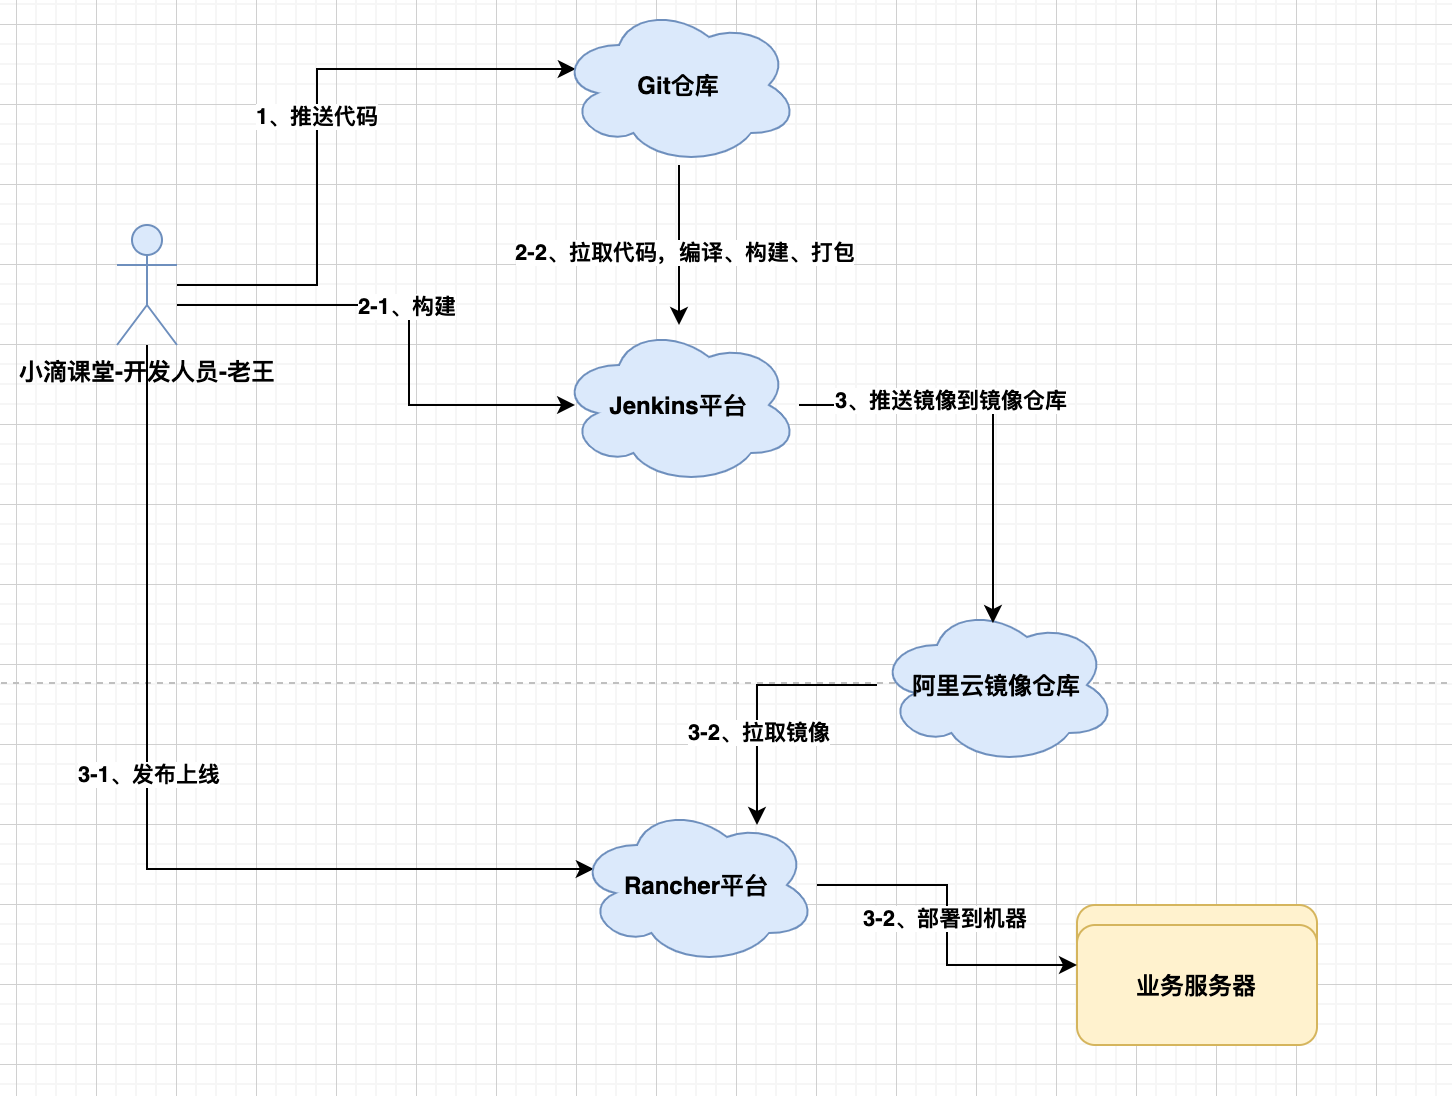 Git仓库
1、推送代码
2-2、拉取代码，编译、构建、打包
2-1、构建
小滴课堂-开发人员-老王
Jenkins平台
3、推送镜像到镜像仓库
阿里云镜像仓库
3-2、拉取镜像
3-1、发布上线
Rancher平台
3-2、部署到机器
业务服务器